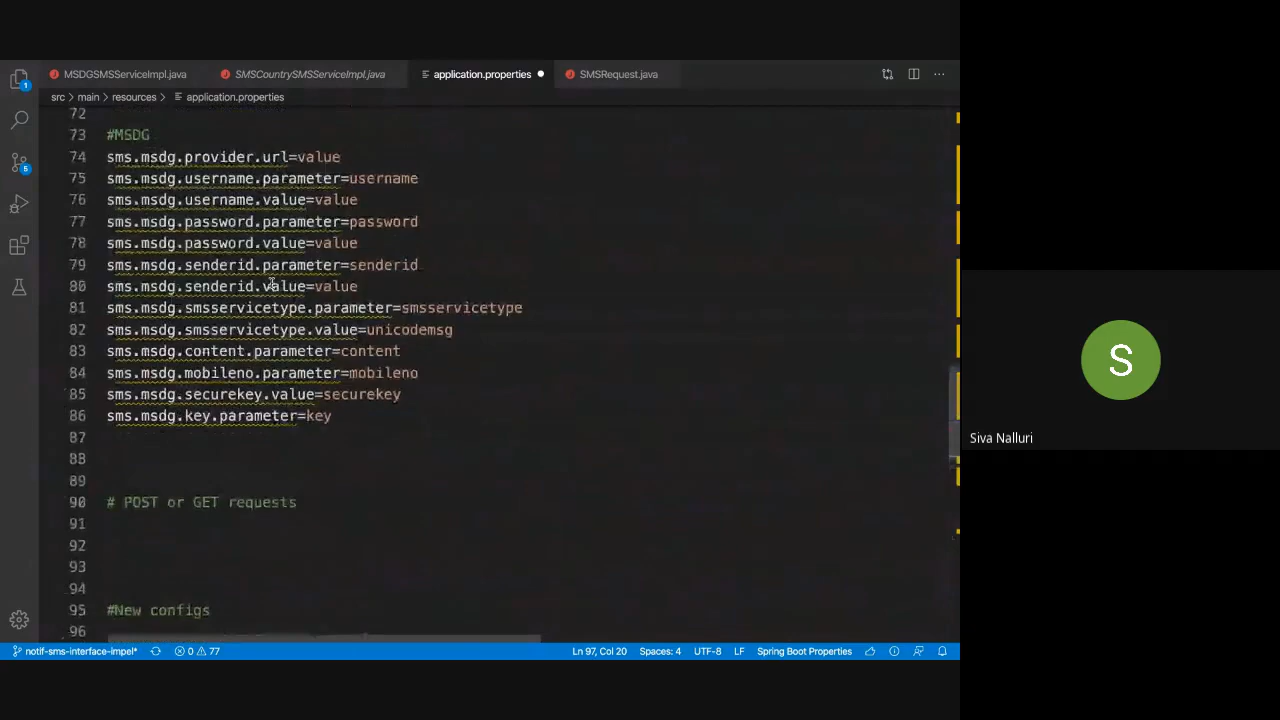 MSDGSMSServiceImpl.java SMSCountrySMSServiceImpl.java application.properties SMSRequest.java
src > main > resources > application.properties
72
73 #MSDG
74 sms.msdg.provider.url=value
75 sms.msdg.username.parameter=username
76 sms.msdg.username.value=value
77 sms.msdg.password.parameter=password
78 sms.msdg.password.value=value
79 sms.msdg.senderid.parameter=senderid
80 sms.msdg.senderid.value=value
81 sms.msdg.smsservicetype.parameter=smsservicetype
82 sms.msdg.smsservicetype.value=unicodemsg
83 sms.msdg.content.parameter=content
84 sms.msdg.mobileno.parameter=mobileno
85 sms.msdg.securekey.value=securekey
86 sms.msdg.key.parameter=key
87
88
89
90 # POST or GET requests
91
92
93
94
95 #New configs
96
1
5
notif-sms-interface-impel* 0 77 Ln 97, Col 20 Spaces: 4 UTF-8 LF Spring Boot Properties
S
Siva Nalluri